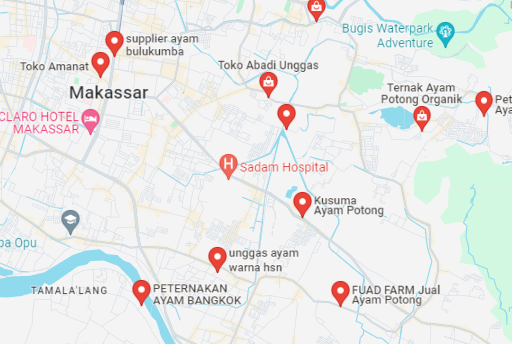 supplier ayam
bulukumba
Bugis Waterpark
Adventure
Toko Amanat
Toko Abadi Unggas
Makassar
Ternak Ayam
Potong Organik
Pet
Aya
CLARO HOTEL
MAKASSAR
H
Sadam Hospital
Kusuma
Ayam Potong
ba Opu
unggas ayam
warna hsn
TAMALA'LANG
PETERNAKAN
AYAM BANGKOK
FUAD FARM Jual
Ayam Potong